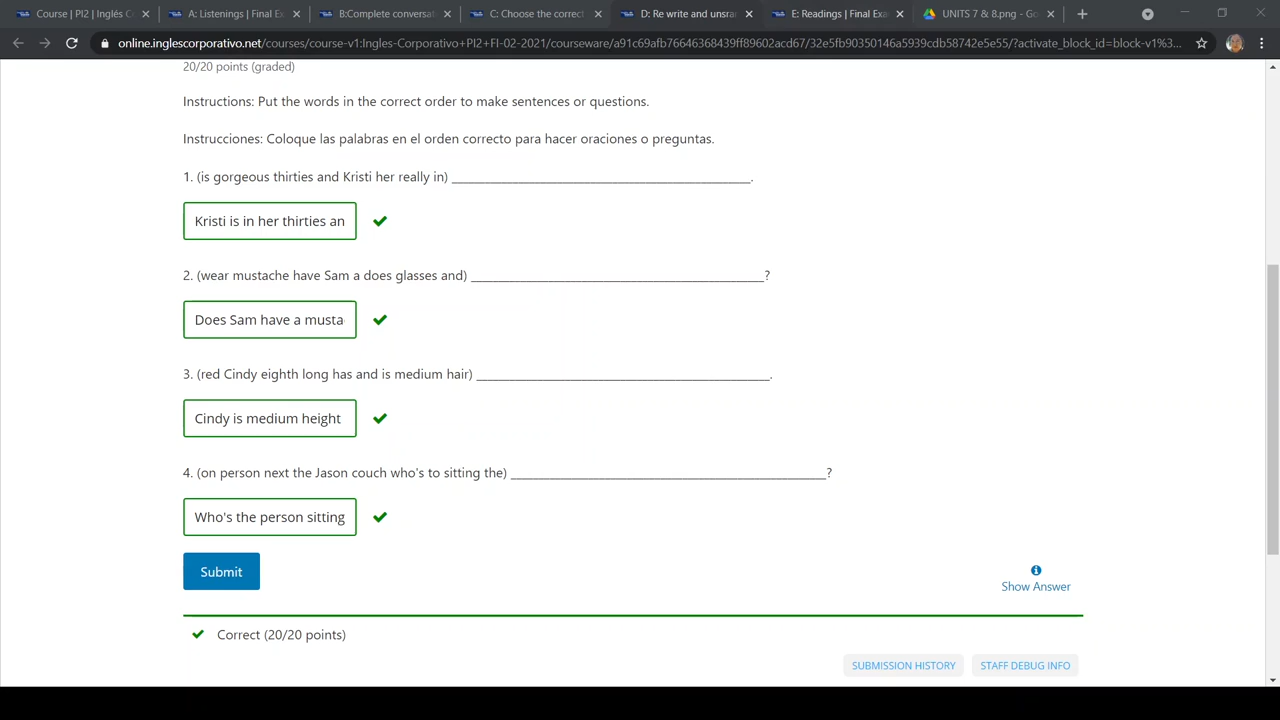 Course | PI2 | Inglés C
A: Listenings | Final Ex
B:Complete conversat
C: Choose the correct
D: Re write and unsra
E: Readings | Final Exa
UNITS 7 & 8.png - Go
online.inglescorporativo.net/courses/course-v1:Ingles-Corporativo+PI2+FI-02-2021/courseware/a91c69afb76646368439ff89602acd67/32e5fb90350146a5939cdb58742e5e55/?activate_block_id=block-v1%3...
20/20 points (graded)
Instructions: Put the words in the correct order to make sentences or questions.
Instrucciones: Coloque las palabras en el orden correcto para hacer oraciones o preguntas.
1. (is gorgeous thirties and Kristi her really in) ________________________________________.
Kristi is in her thirties an
2. (wear mustache have Sam a does glasses and) ________________________________________?
Does Sam have a musta
3. (red Cindy eighth long has and is medium hair) ________________________________________.
Cindy is medium height
4. (on person next the Jason couch who's to sitting the) ________________________________________?
Who's the person sitting
Submit
Show Answer
Correct (20/20 points)
SUBMISSION HISTORY
STAFF DEBUG INFO